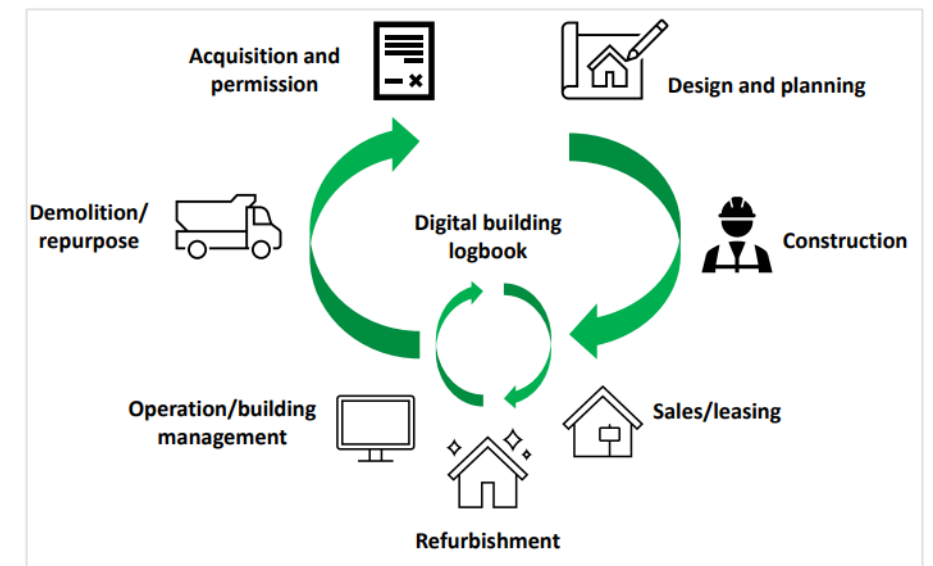 Acquisition and
permission
Design and planning
Demolition/
repurpose
Digital building
logbook
Construction
Operation/building
management
Sales/leasing
Refurbishment